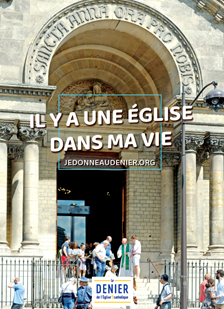 SANCTA ANNA ORA PRO NOBIS
IL Y A UNE ÉGLISE
DANS MA VIE
JEDONNEAUDENIER.ORG
DENIER
de l'Église Catholique